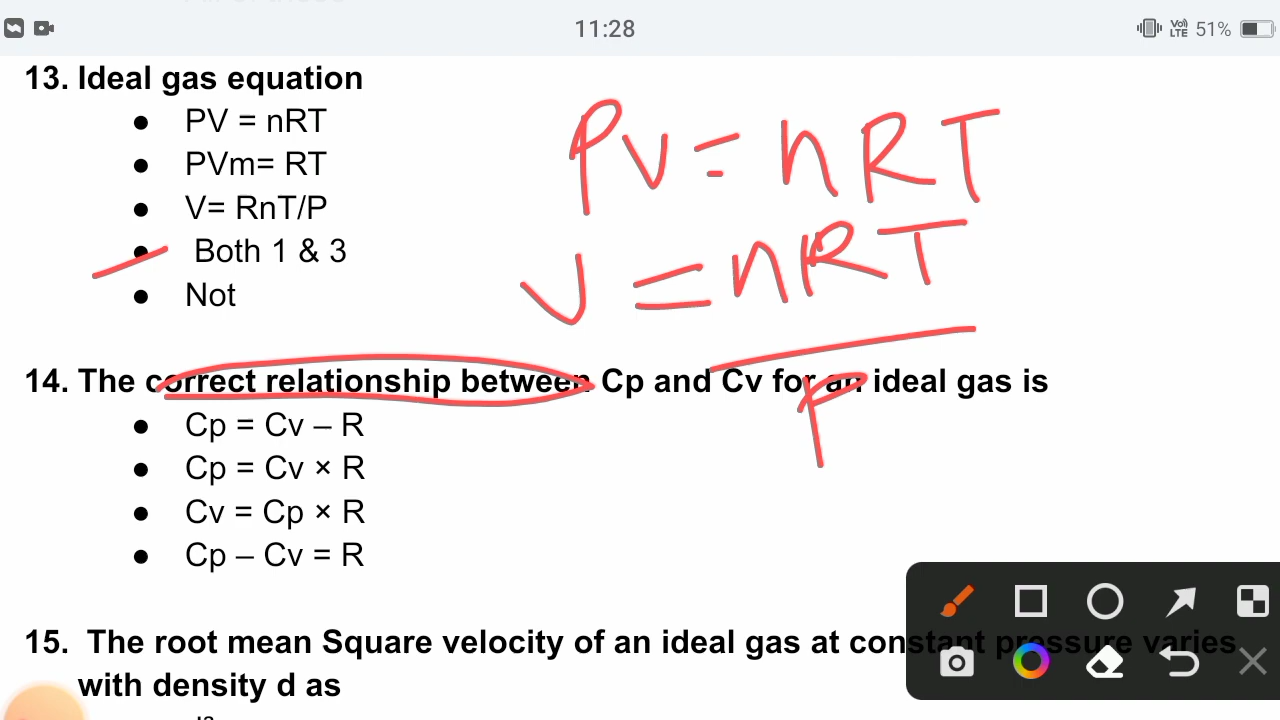 11:28
Vo) LTE 51%
13. Ideal gas equation
● PV = nRT
● PVm= RT
● V= RnT/P
● Both 1 & 3
● Not
PV = nRT
V = nRT
P
14. The correct relationship between Cp and Cv for an ideal gas is
● Cp = Cv – R
● Cp = Cv × R
● Cv = Cp × R
● Cp – Cv = R
15. The root mean Square velocity of an ideal gas at constant pressure varies
with density d as